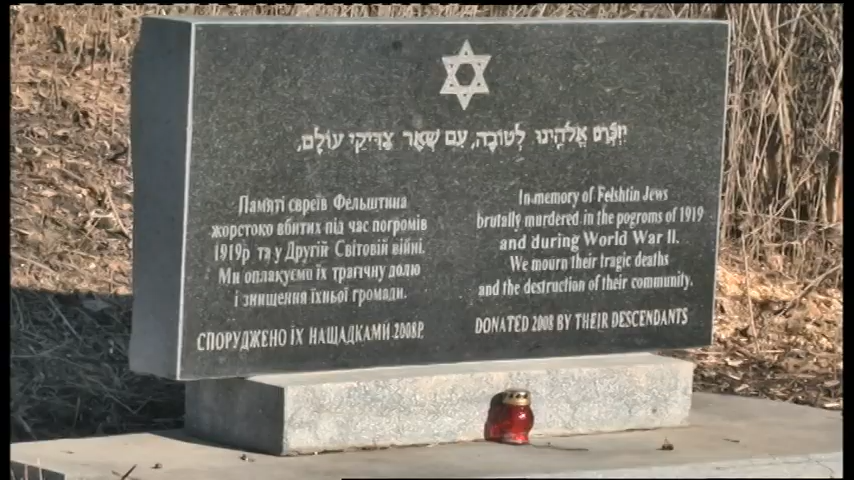 יִזְכְּרֵם אֱלֹהֵינוּ לְטוֹבָה, עִם שְׁאָר צַדִּיקֵי עוֹלָם,
Памяті євреїв Фельштина
жорстоко вбитих під час погромів
1919р та у Другій Світовій війні.
Ми оплакуємо їх трагічну долю
і знищення їхньої громади.
СПОРУДЖЕНО ЇХ НАЩАДКАМИ 2008Р
In memory of Felshtin Jews
brutally murdered in the pogroms of 1919
and during World War II.
We mourn their tragic deaths
and the destruction of their community.
DONATED 2008 BY THEIR DESCENDANTS